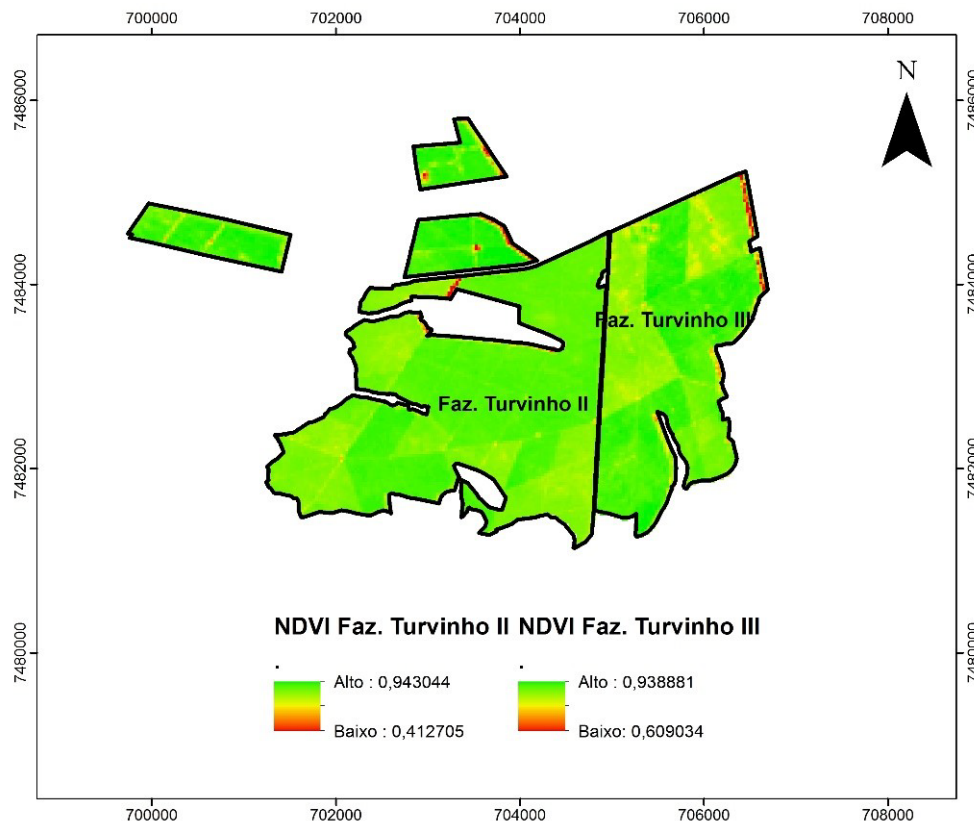 700000 702000 704000 706000 708000
N
7486000 7486000
7484000 7484000
Faz. Turvinho III
Faz. Turvinho II
7482000 7482000
NDVI Faz. Turvinho II NDVI Faz. Turvinho III
7480000 7480000
. .
Alto : 0,943044 Alto : 0,938881
Baixo : 0,412705 Baixo: 0,609034
700000 702000 704000 706000 708000